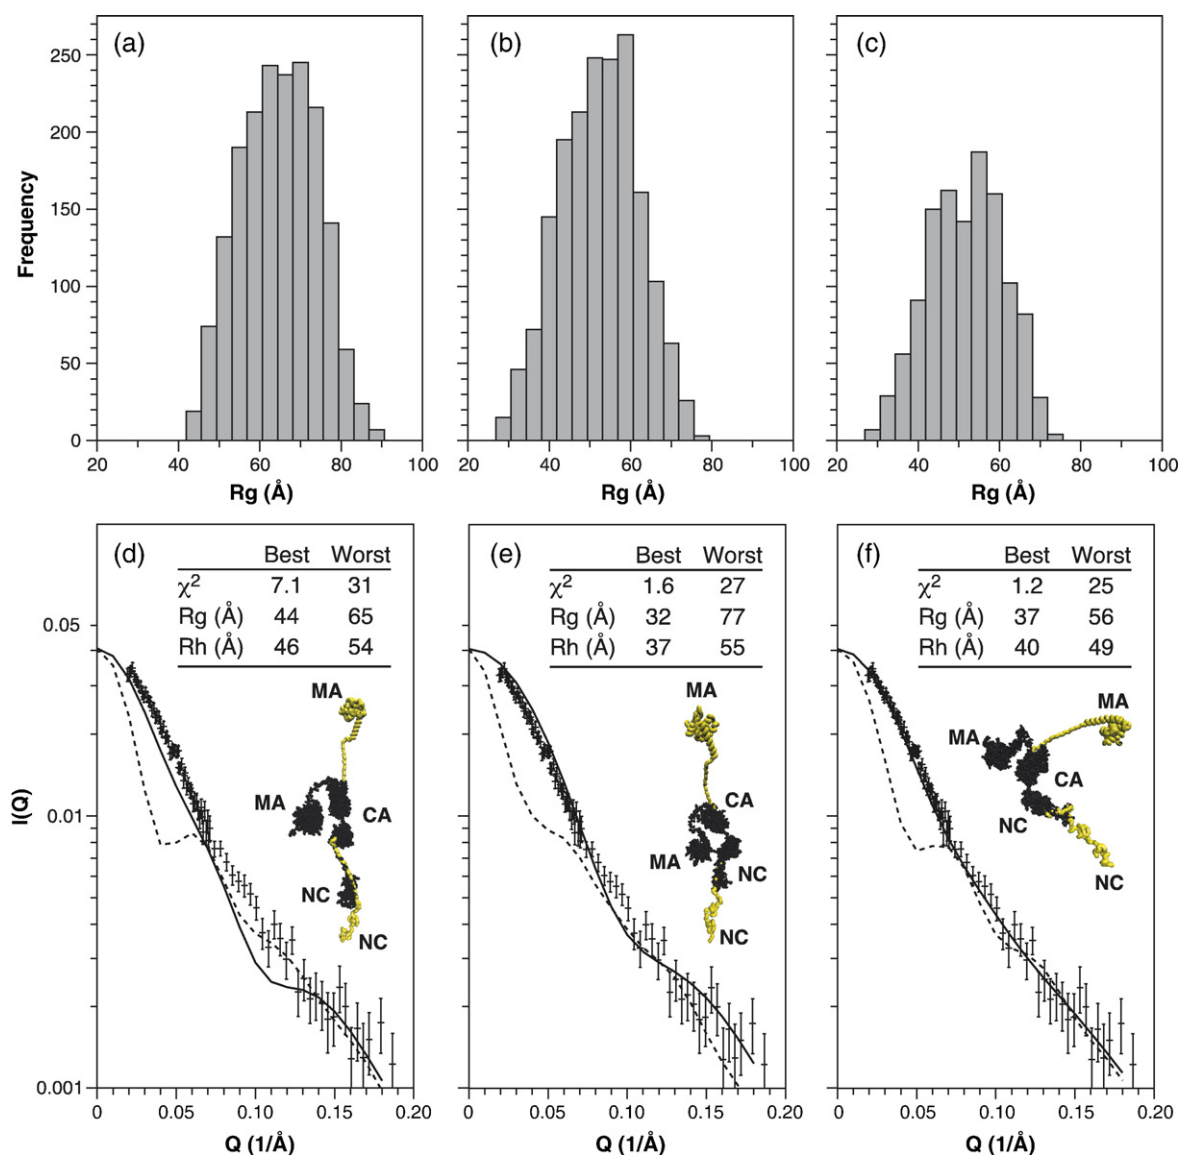 (a)
(b)
(c)
Frequency
250
200
150
100
50
0
20 40 60 80 100
20 40 60 80 100
20 40 60 80 100
Rg (Å)
Rg (Å)
Rg (Å)
(d)
Best Worst
χ² 7.1 31
Rg (Å) 44 65
Rh (Å) 46 54
MA
MA
CA
NC
NC
(e)
Best Worst
χ² 1.6 27
Rg (Å) 32 77
Rh (Å) 37 55
MA
CA
MA
NC
NC
(f)
Best Worst
χ² 1.2 25
Rg (Å) 37 56
Rh (Å) 40 49
MA
MA
CA
NC
NC
I(Q)
0.05
0.01
0.001
0 0.05 0.10 0.15 0.20
0 0.05 0.10 0.15 0.20
0 0.05 0.10 0.15 0.20
Q (1/Å)
Q (1/Å)
Q (1/Å)